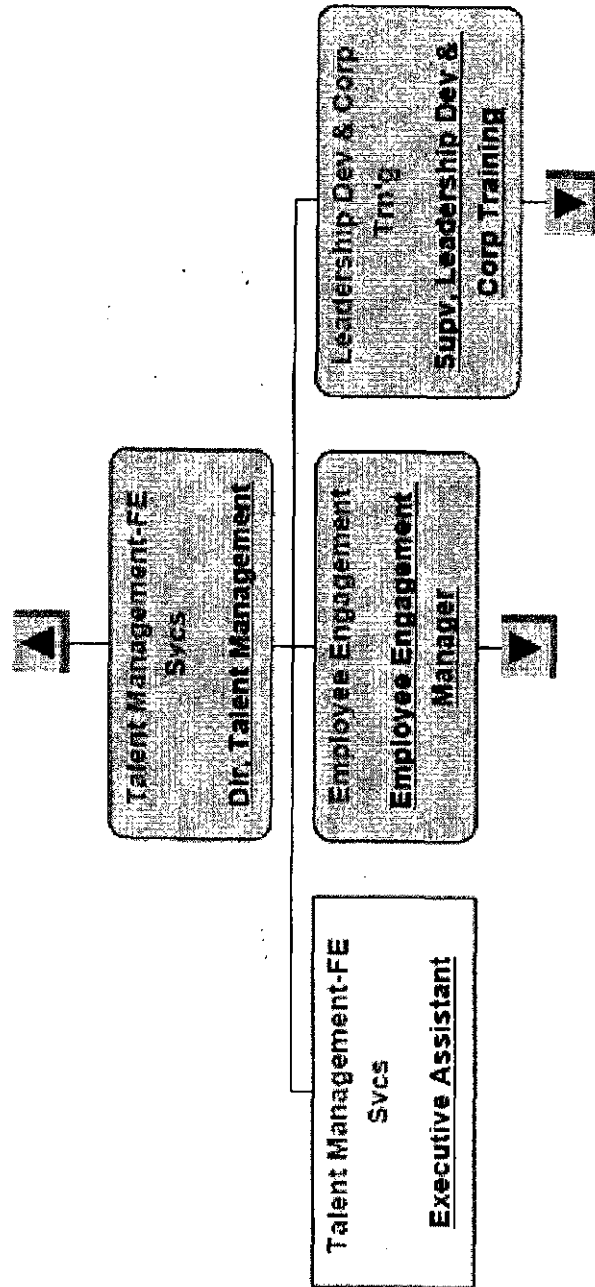 Talent Management-FE
Svcs
Dir, Talent Management
Talent Management-FE
Svcs
Executive Assistant
Employee Engagement
Employee Engagement
Manager
Leadership Dev & Corp
Trn'g
Supv, Leadership Dev &
Corp Training